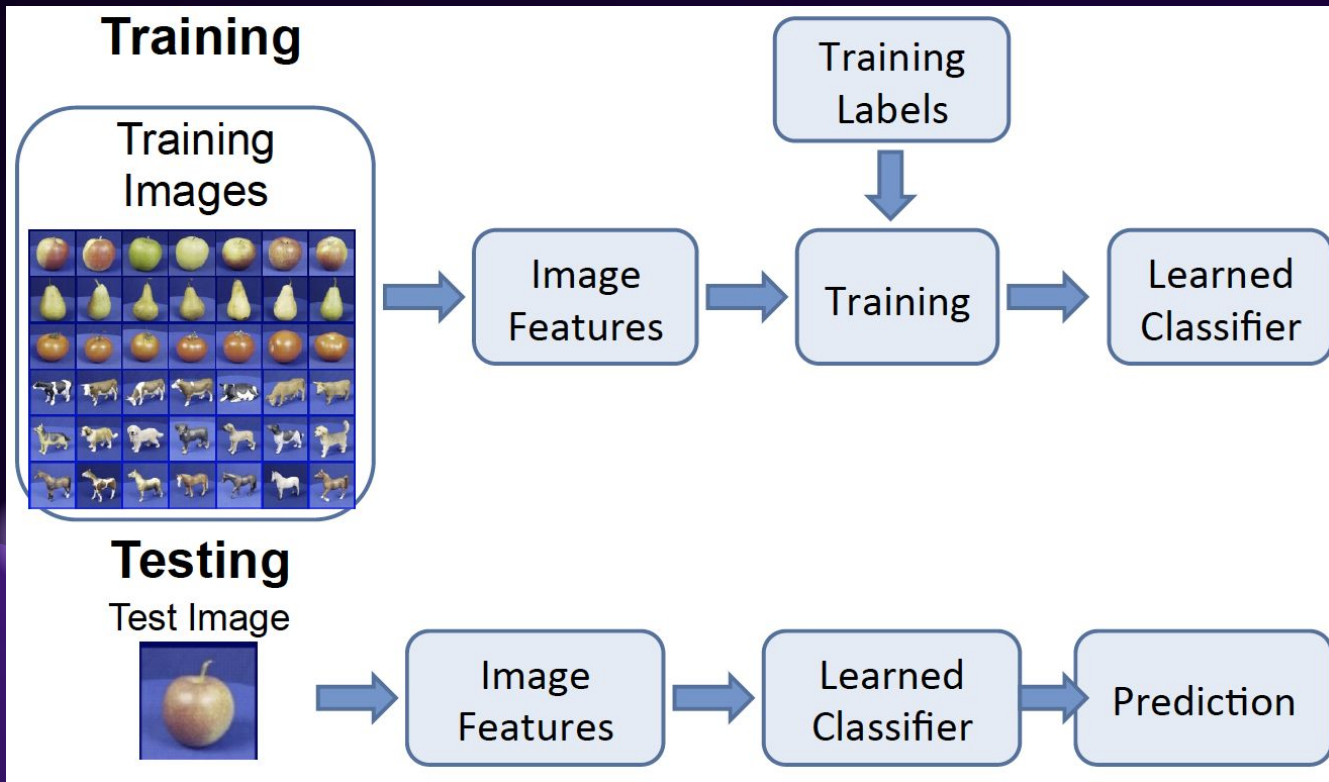 Training
Training
Images
Training
Labels
Image
Features
Training
Learned
Classifier
Testing
Test Image
Image
Features
Learned
Classifier
Prediction